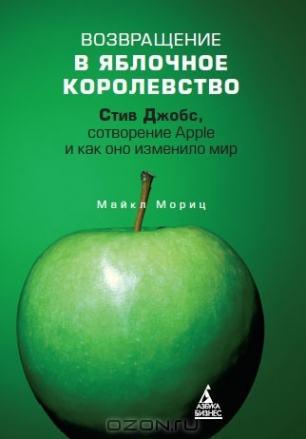 ВОЗВРАЩЕНИЕ
В ЯБЛОЧНОЕ
КОРОЛЕВСТВО
Стив Джобс,
сотворение Apple
и как оно изменило мир
Майкл Мориц
АЗБУКА
БИЗНЕС
OZON.RU